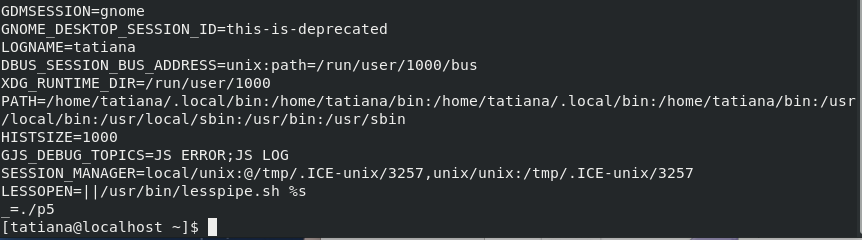 GDMSESSION=gnome
GNOME_DESKTOP_SESSION_ID=this-is-deprecated
LOGNAME=tatiana
DBUS_SESSION_BUS_ADDRESS=unix:path=/run/user/1000/bus
XDG_RUNTIME_DIR=/run/user/1000
PATH=/home/tatiana/.local/bin:/home/tatiana/bin:/home/tatiana/.local/bin:/home/tatiana/bin:/usr
/local/bin:/usr/local/sbin:/usr/bin:/usr/sbin
HISTSIZE=1000
GJS_DEBUG_TOPICS=JS ERROR;JS LOG
SESSION_MANAGER=local/unix:@/tmp/.ICE-unix/3257,unix/unix:/tmp/.ICE-unix/3257
LESSOPEN=||/usr/bin/lesspipe.sh %s
_=./p5
[tatiana@localhost ~]$